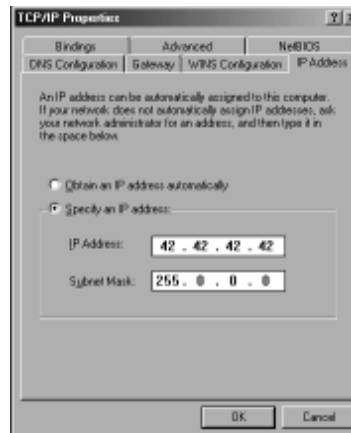 TCP/IP Properties
Bindings Advanced NetBIOS
DNS Configuration Gateway WINS Configuration IP Address
An IP address can be automatically assigned to this computer.
If your network does not automatically assign IP addresses, ask
your network administrator for an address, and then type it in
the space below.
Obtain an IP address automatically
Specify an IP address:
IP Address: 42 . 42 . 42 . 42
Subnet Mask: 255 . 0 . 0 . 0
OK Cancel